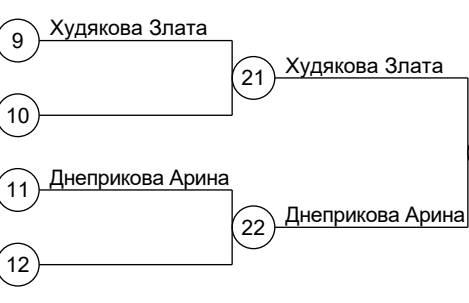 9 Худякова Злата
21 Худякова Злата
10
11 Днеприкова Арина
22 Днеприкова Арина
12